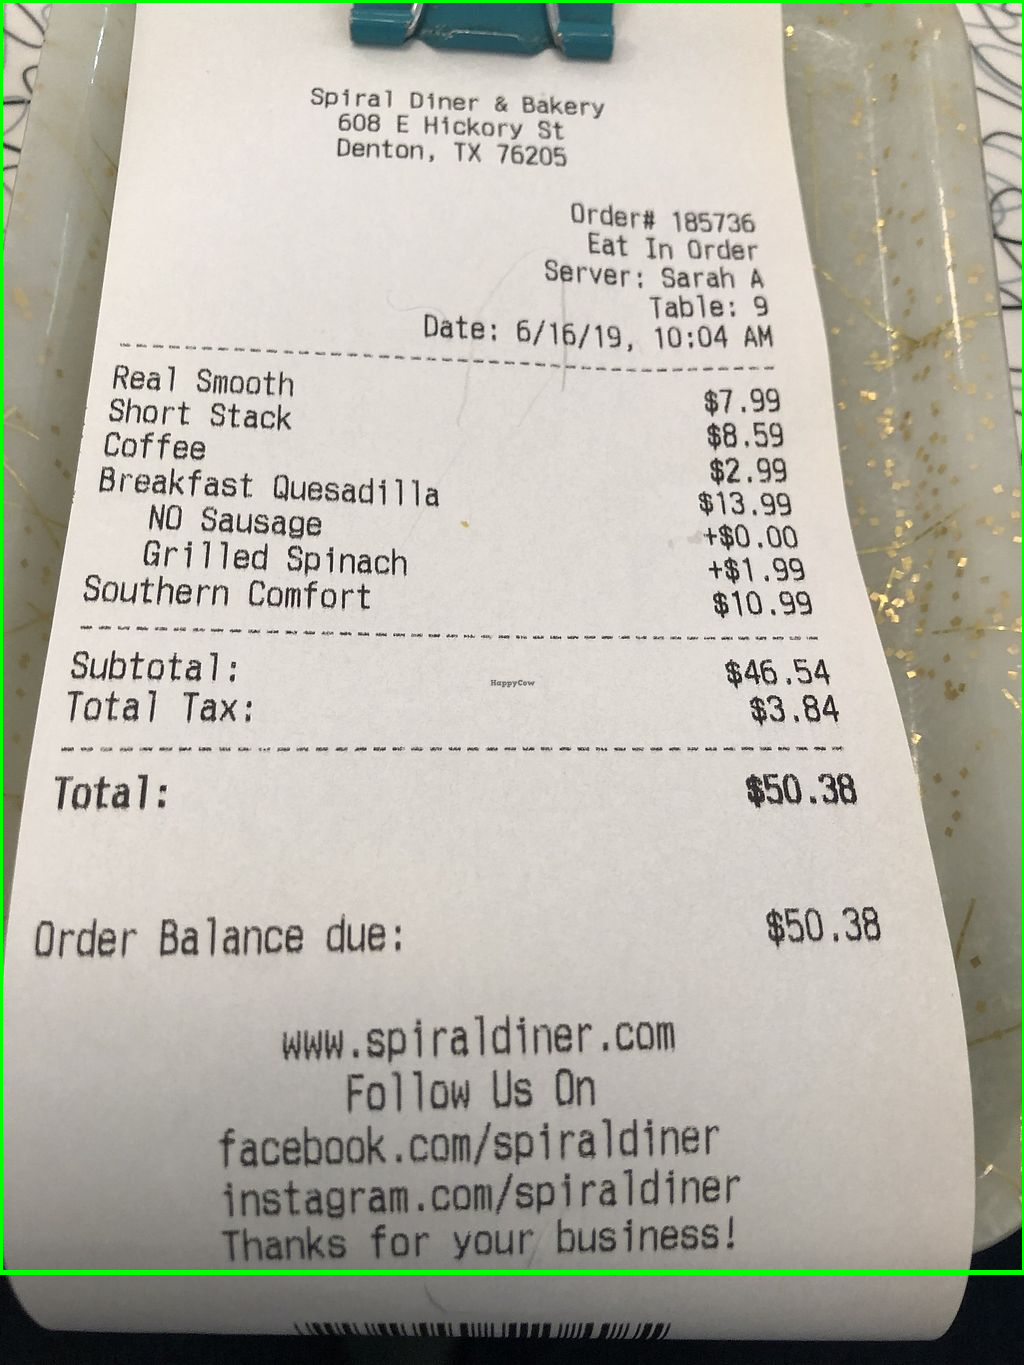 Spiral Diner & Bakery
608 E Hickory St
Denton, TX 76205
Order# 185736
Eat In Order
Server: Sarah A
Table: 9
Date: 6/16/19, 10:04 AM
Real Smooth $7.99
Short Stack $8.59
Coffee $2.99
Breakfast Quesadilla $13.99
NO Sausage +$0.00
Grilled Spinach +$1.99
Southern Comfort $10.99
Subtotal: $46.54
Total Tax: $3.84
HappyCow
Total: $50.38
Order Balance due: $50.38
www.spiraldiner.com
Follow Us On
facebook.com/spiraldiner
instagram.com/spiraldiner
Thanks for your business!